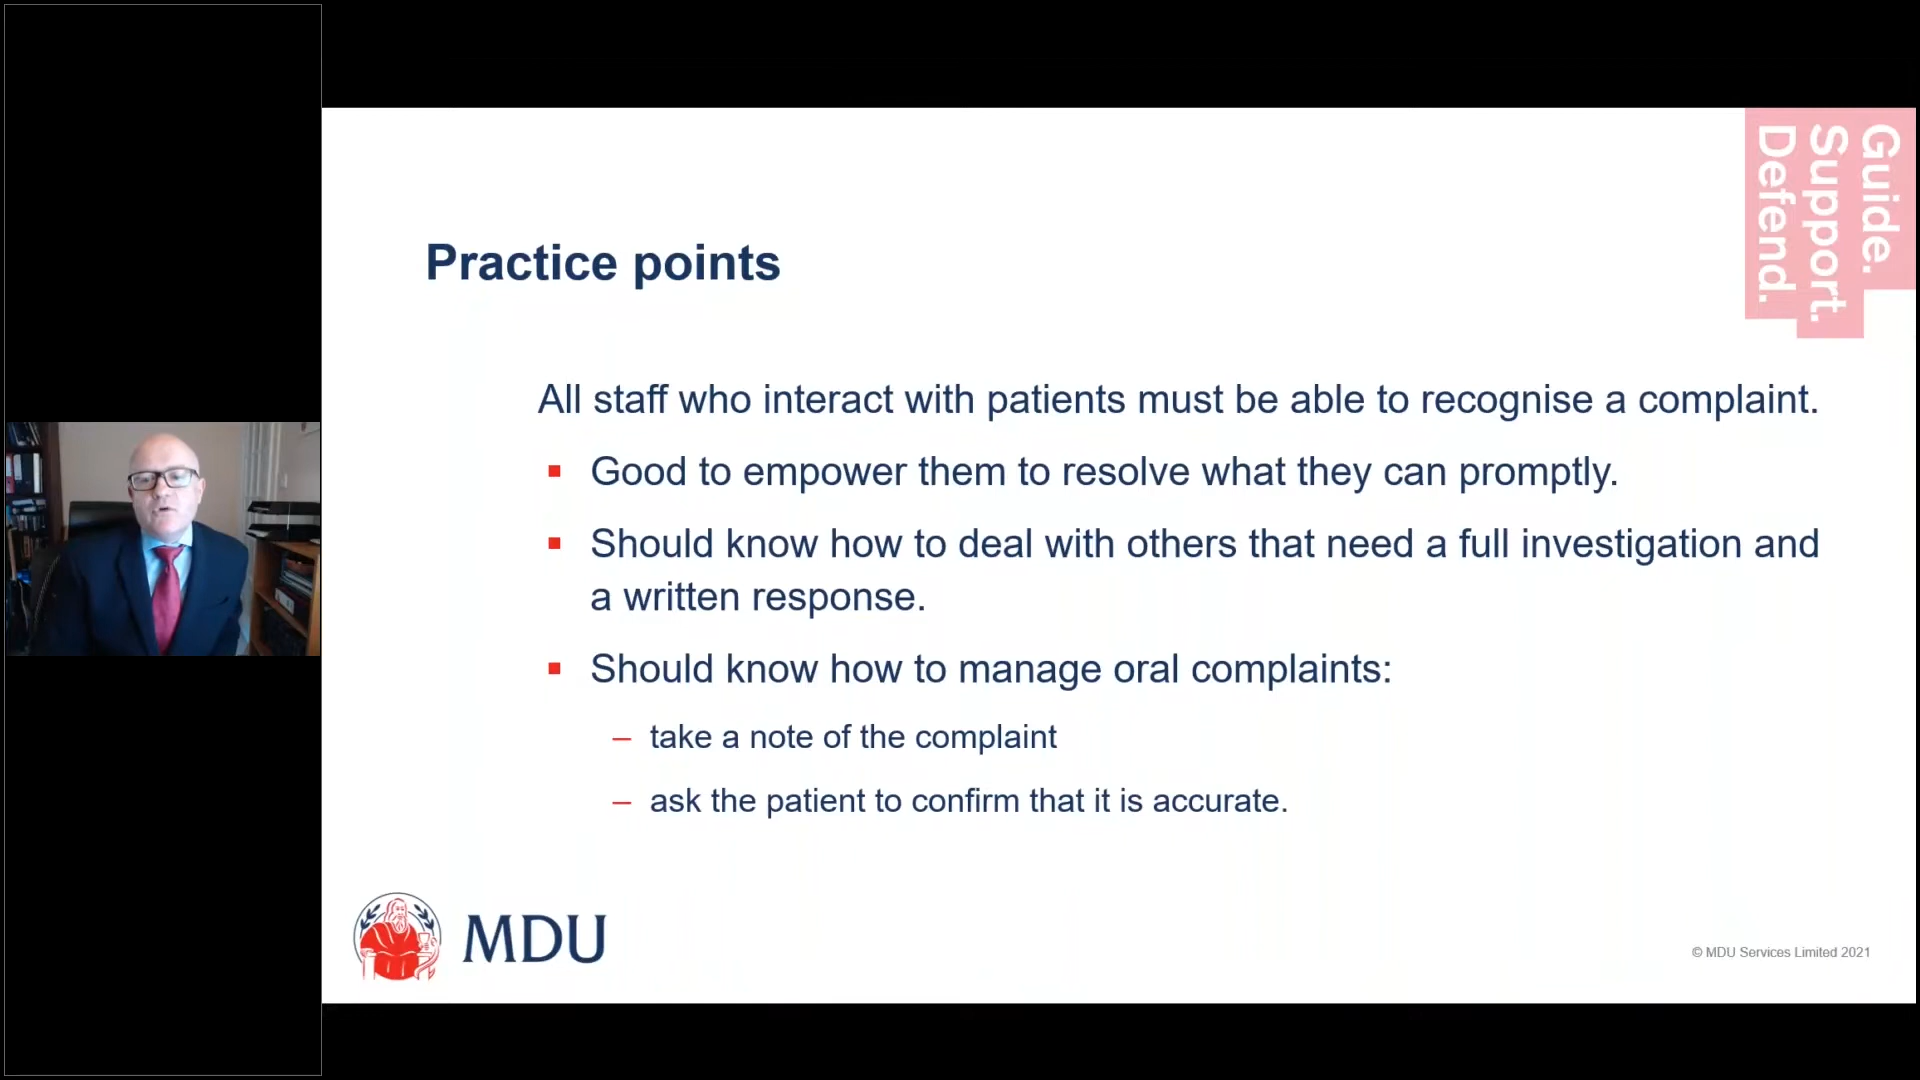 Guide.
Support.
Defend.
Practice points
All staff who interact with patients must be able to recognise a complaint.
Good to empower them to resolve what they can promptly.
Should know how to deal with others that need a full investigation and
a written response.
Should know how to manage oral complaints:
– take a note of the complaint
– ask the patient to confirm that it is accurate.
MDU
© MDU Services Limited 2021